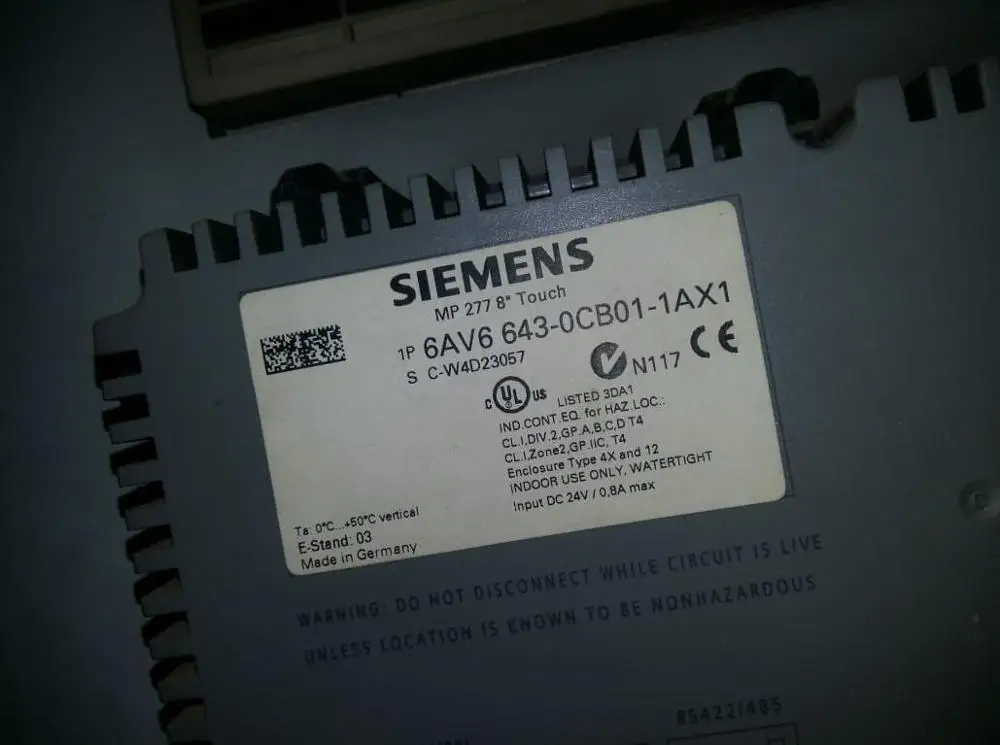 SIEMENS
MP 277 8" Touch
1P 6AV6 643-0CB01-1AX1
S C-W4D23057
N117 CE
C UL US LISTED 3DA1
IND.CONT.EQ. for HAZ.LOC.:
CL.I,DIV.2,GP.A,B,C,D T4
CL.I,Zone2,GP.IIC, T4
Enclosure Type 4X and 12
INDOOR USE ONLY, WATERTIGHT
Input DC 24V / 0,8A max
Ta: 0°C...+50°C vertical
E-Stand: 03
Made in Germany
WARNING: DO NOT DISCONNECT WHILE CIRCUIT IS LIVE
UNLESS LOCATION IS KNOWN TO BE NONHAZARDOUS
RS422/485